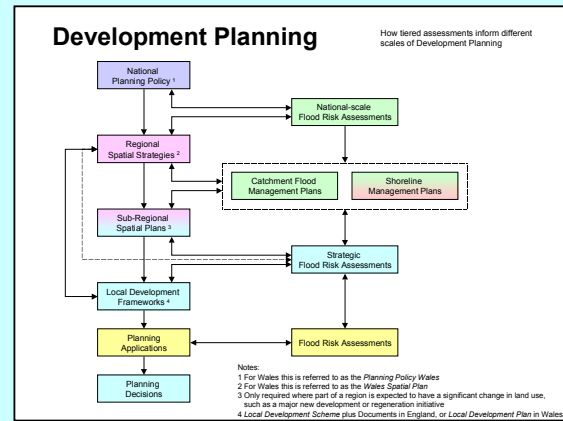 Development Planning
How tiered assessments inform different
scales of Development Planning
National
Planning Policy ¹
National-scale
Flood Risk Assessments
Regional
Spatial Strategies ²
Catchment Flood
Management Plans
Shoreline
Management Plans
Sub-Regional
Spatial Plans ³
Strategic
Flood Risk Assessments
Local Development
Frameworks ⁴
Planning
Applications
Flood Risk Assessments
Planning
Decisions
Notes:
1 For Wales this is referred to as the Planning Policy Wales
2 For Wales this is referred to as the Wales Spatial Plan
3 Only required where part of a region is expected to have a significant change in land use,
such as a major new development or regeneration initiative
4 Local Development Scheme plus Documents in England, or Local Development Plan in Wales